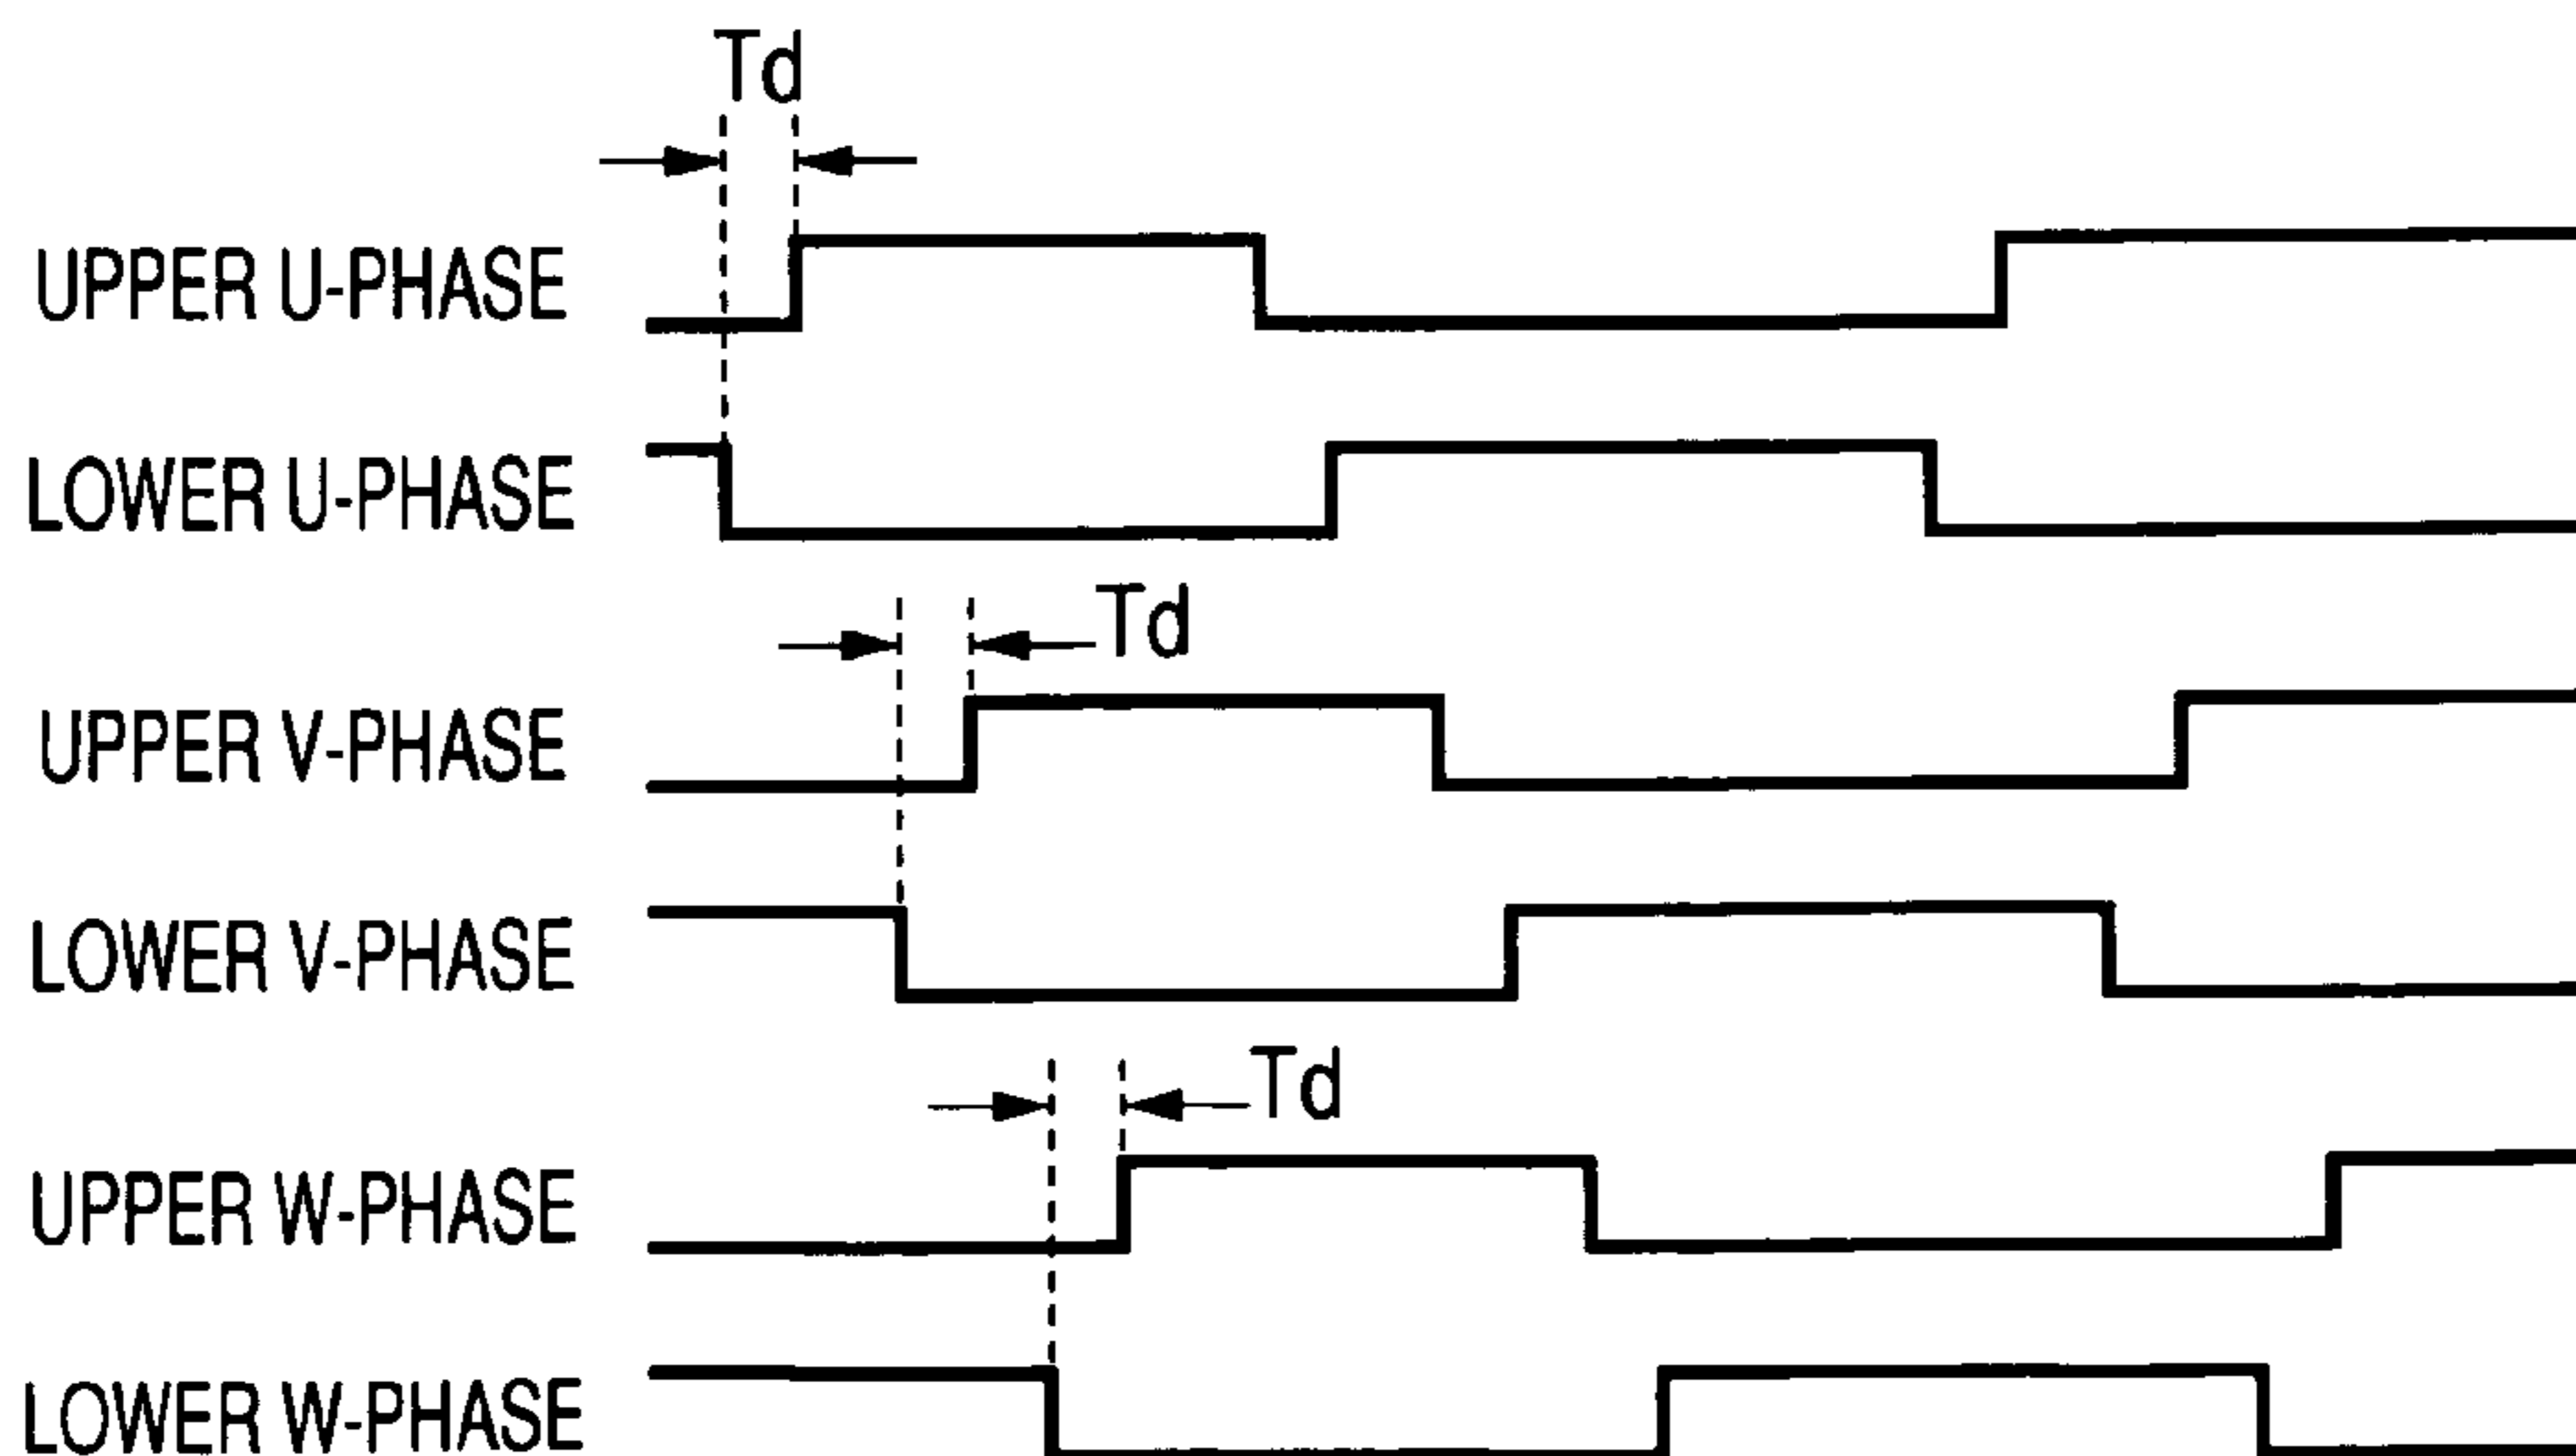 Td
UPPER U-PHASE
LOWER U-PHASE
Td
UPPER V-PHASE
LOWER V-PHASE
Td
UPPER W-PHASE
LOWER W-PHASE